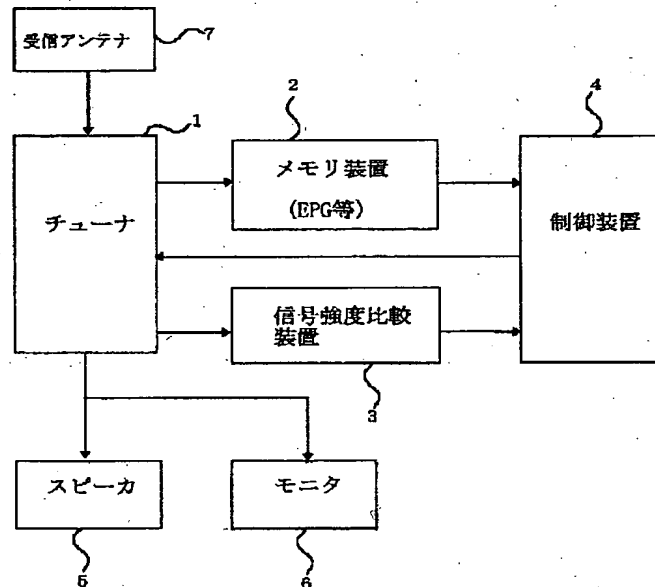 受信アンテナ
7
1
2
4
チューナ
メモリ装置
(EPG等)
制御装置
信号強度比較
装置
3
スピーカ
モニタ
5
6